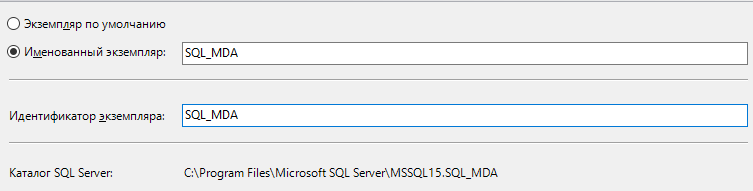 Экземпляр по умолчанию
Именованный экземпляр: SQL_MDA
Идентификатор экземпляра: SQL_MDA
Каталог SQL Server: C:\Program Files\Microsoft SQL Server\MSSQL15.SQL_MDA